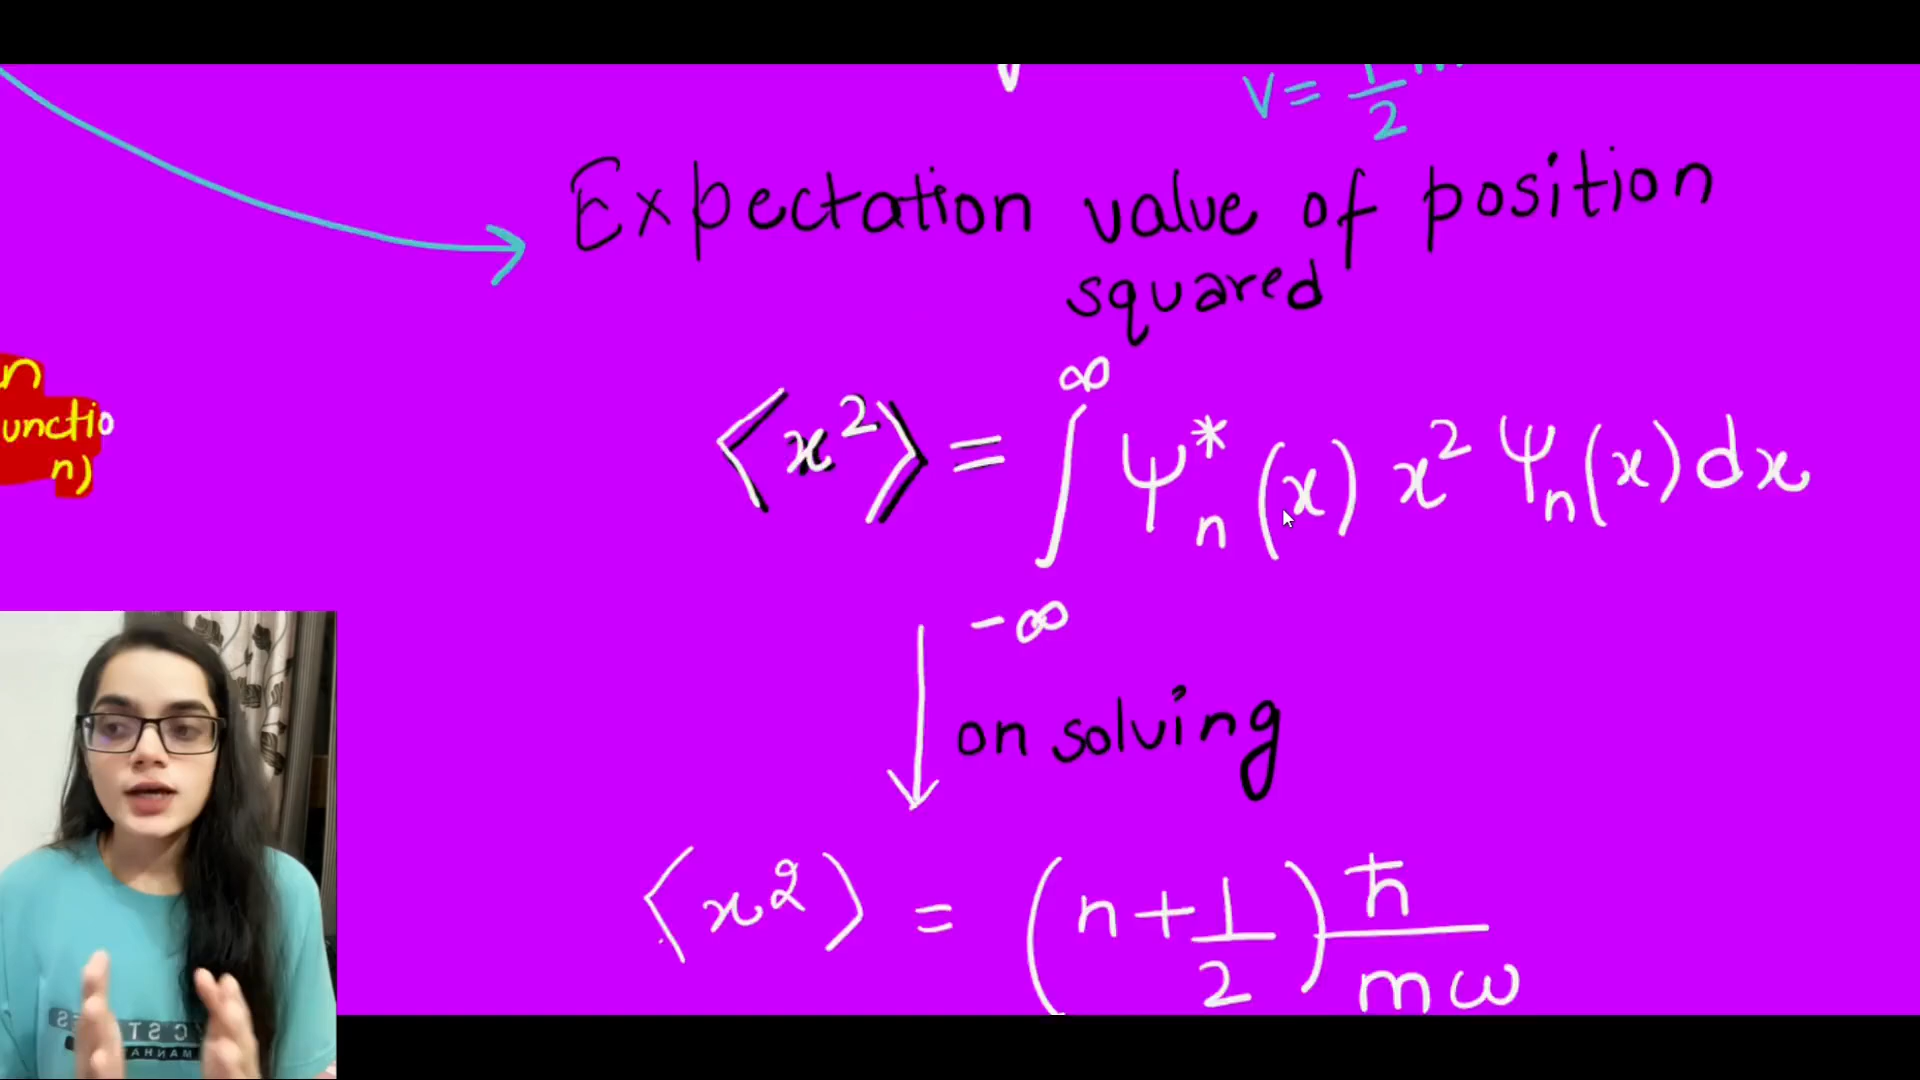 V = 1/2
Expectation value of position
squared
n
unctio
n)
⟨x²⟩ = ∫_{-∞}^{∞} ψ*_n (x) x² ψ_n (x) dx
on solving
⟨x²⟩ = (n + 1/2) ħ/mω